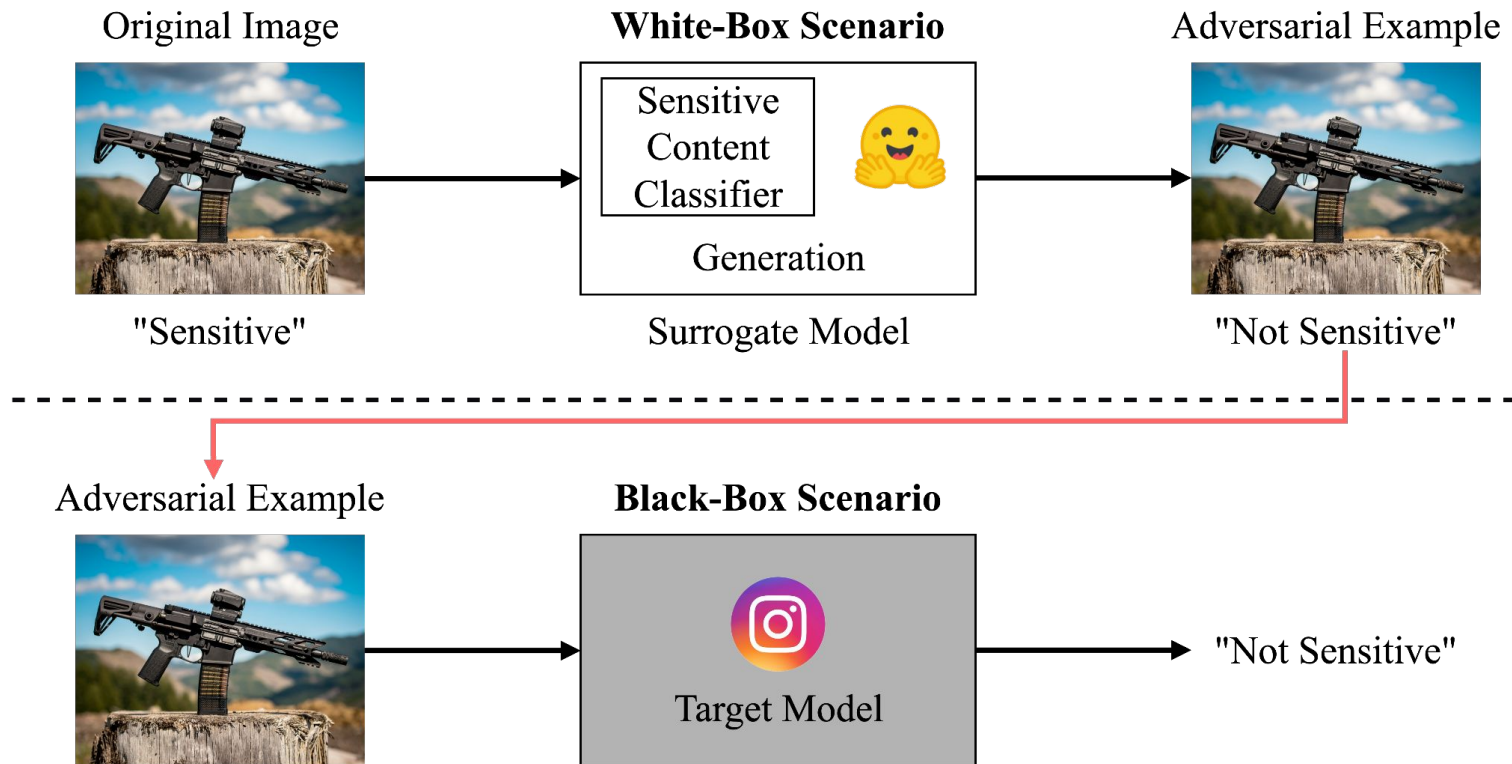 Original Image
White-Box Scenario
Adversarial Example
Sensitive
Content
Classifier
Generation
"Sensitive"
Surrogate Model
"Not Sensitive"
Adversarial Example
Black-Box Scenario
Target Model
"Not Sensitive"